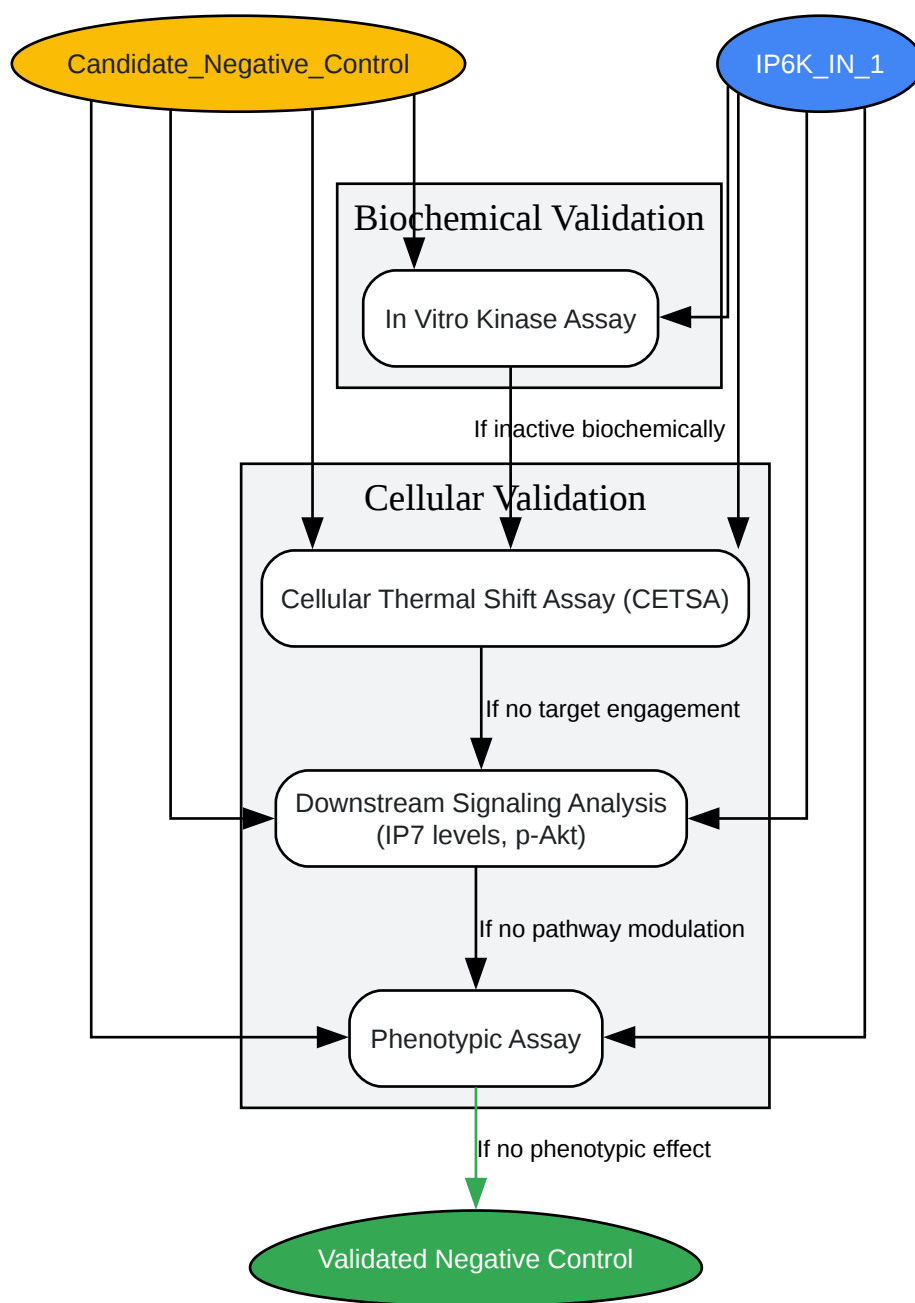 Candidate_Negative_Control
IP6K_IN_1
Biochemical Validation
In Vitro Kinase Assay
If inactive biochemically
Cellular Validation
Cellular Thermal Shift Assay (CETSA)
If no target engagement
Downstream Signaling Analysis
(IP7 levels, p-Akt)
If no pathway modulation
Phenotypic Assay
If no phenotypic effect
Validated Negative Control